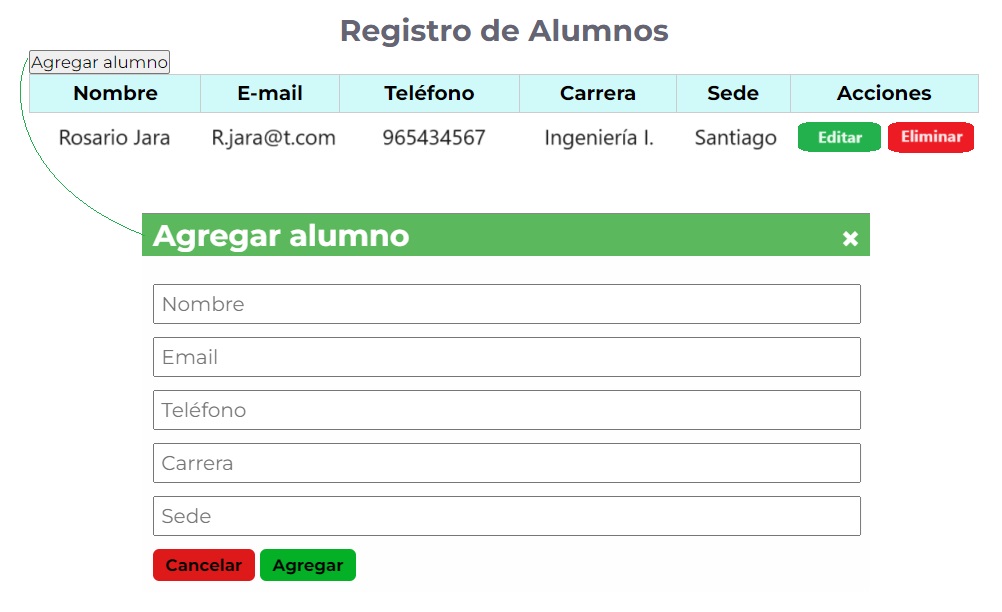 Registro de Alumnos
Agregar alumno
Nombre E-mail Teléfono Carrera Sede Acciones
Rosario Jara R.jara@t.com 965434567 Ingeniería I. Santiago Editar Eliminar
Agregar alumno ×
Nombre
Email
Teléfono
Carrera
Sede
Cancelar Agregar